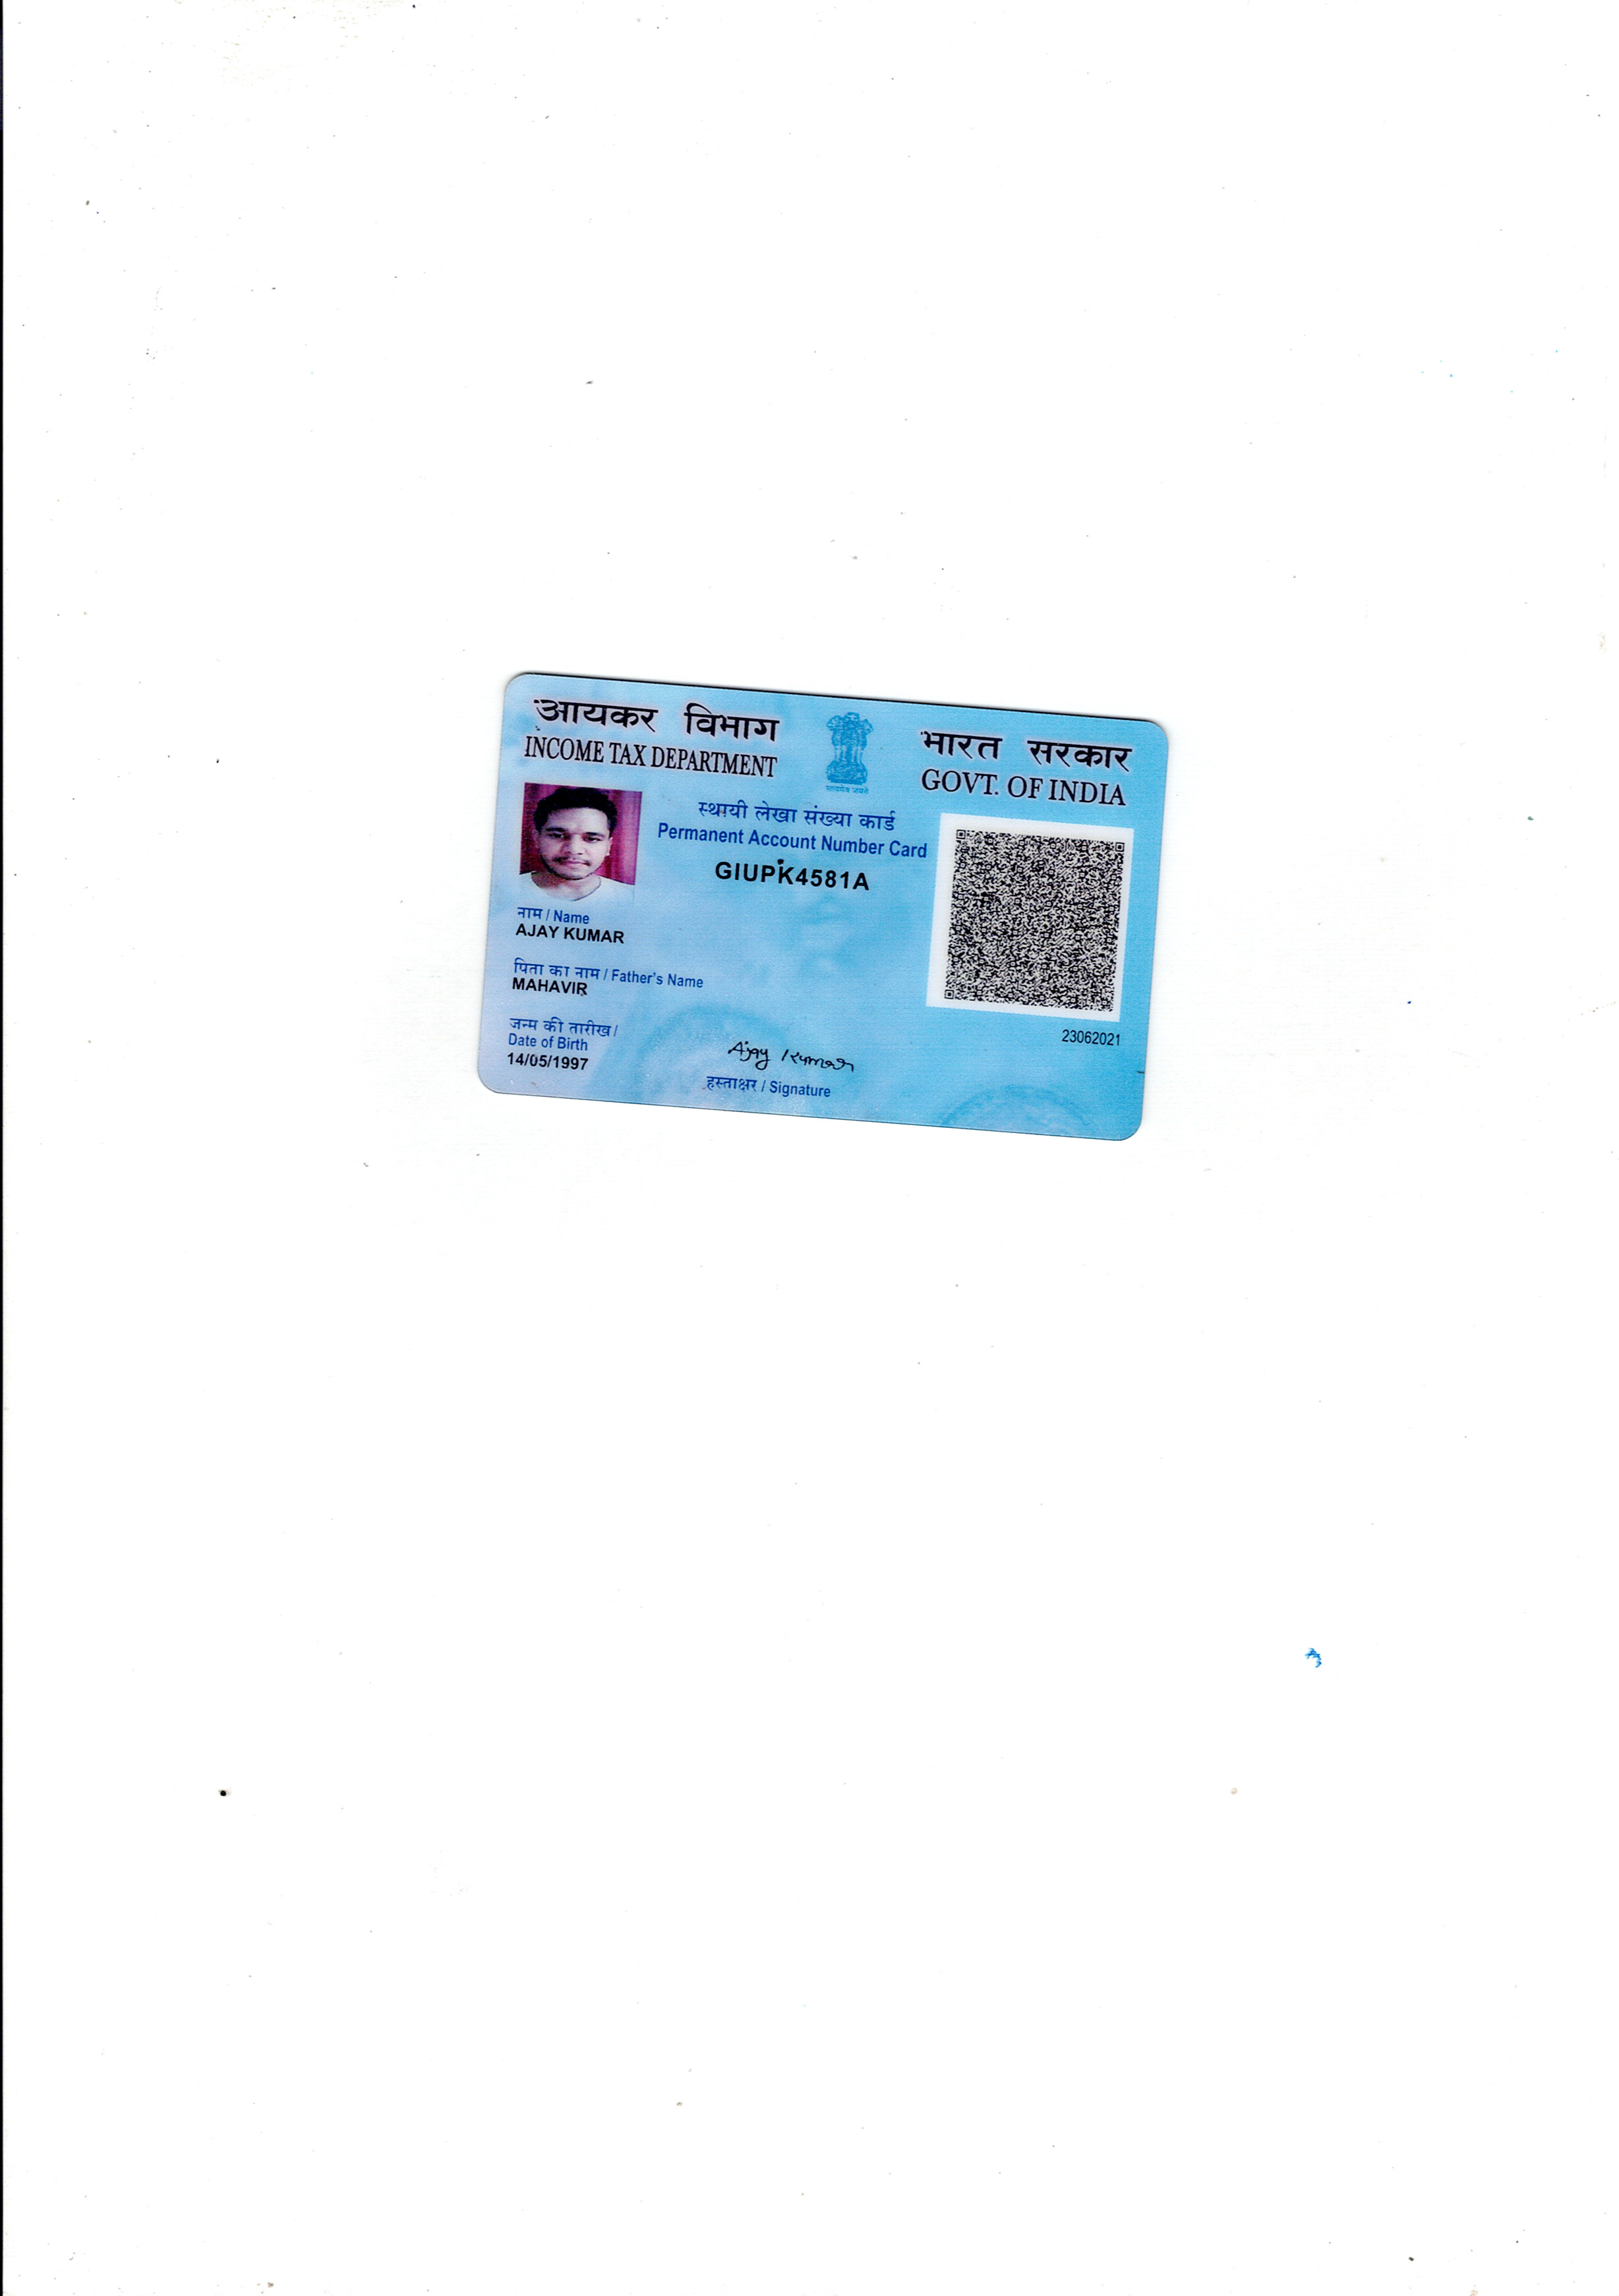 आयकर विभाग
INCOME TAX DEPARTMENT
सत्यमेव जयते
भारत सरकार
GOVT. OF INDIA
स्थायी लेखा संख्या कार्ड
Permanent Account Number Card
GIUPK4581A
नाम / Name
AJAY KUMAR
पिता का नाम / Father's Name
MAHAVIR
जन्म की तारीख /
Date of Birth
14/05/1997
Ajay Kumar
हस्ताक्षर / Signature
23062021